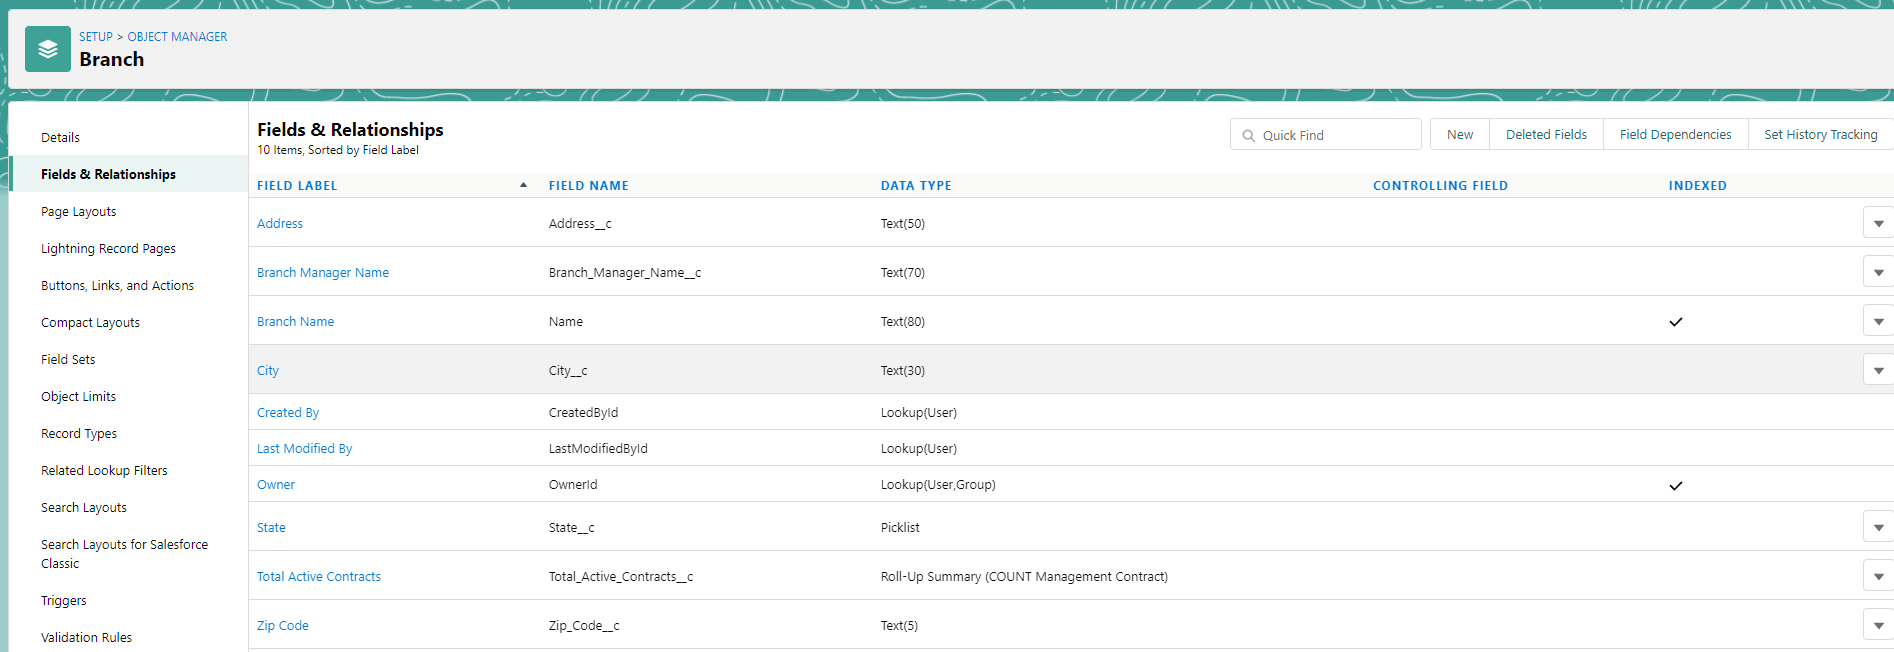 SETUP > OBJECT MANAGER
Branch
Details
Fields & Relationships
Page Layouts
Lightning Record Pages
Buttons, Links, and Actions
Compact Layouts
Field Sets
Object Limits
Record Types
Related Lookup Filters
Search Layouts
Search Layouts for Salesforce
Classic
Triggers
Validation Rules
Fields & Relationships
10 Items, Sorted by Field Label
Quick Find
New
Deleted Fields
Field Dependencies
Set History Tracking
FIELD LABEL FIELD NAME DATA TYPE CONTROLLING FIELD INDEXED
Address Address__c Text(50)
Branch Manager Name Branch_Manager_Name__c Text(70)
Branch Name Name Text(80)
City City__c Text(30)
Created By CreatedById Lookup(User)
Last Modified By LastModifiedById Lookup(User)
Owner OwnerId Lookup(User,Group)
State State__c Picklist
Total Active Contracts Total_Active_Contracts__c Roll-Up Summary (COUNT Management Contract)
Zip Code Zip_Code__c Text(5)